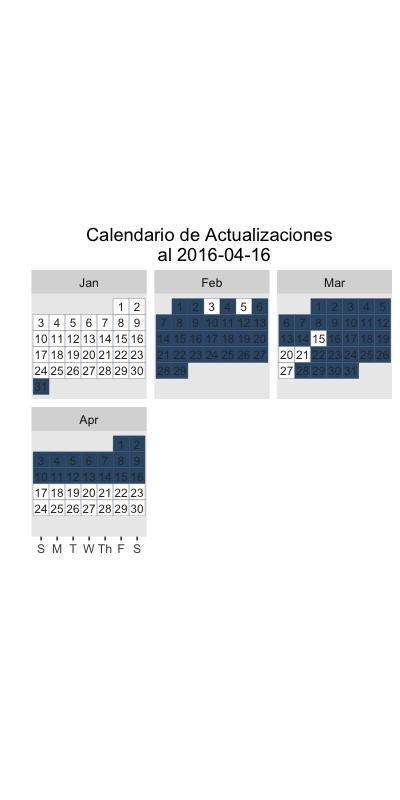 Calendario de Actualizaciones
al 2016-04-16
Jan Feb Mar
1 2 1 2 3 4 5 6 1 2 3 4 5
3 4 5 6 7 8 9 7 8 9 10 11 12 13 6 7 8 9 10 11 12
10 11 12 13 14 15 16 14 15 16 17 18 19 20 13 14 15 16 17 18 19
17 18 19 20 21 22 23 21 22 23 24 25 26 27 20 21 22 23 24 25 26
24 25 26 27 28 29 30 28 29 27 28 29 30 31
31
Apr
1 2
3 4 5 6 7 8 9
10 11 12 13 14 15 16
17 18 19 20 21 22 23
24 25 26 27 28 29 30
S M T W Th F S